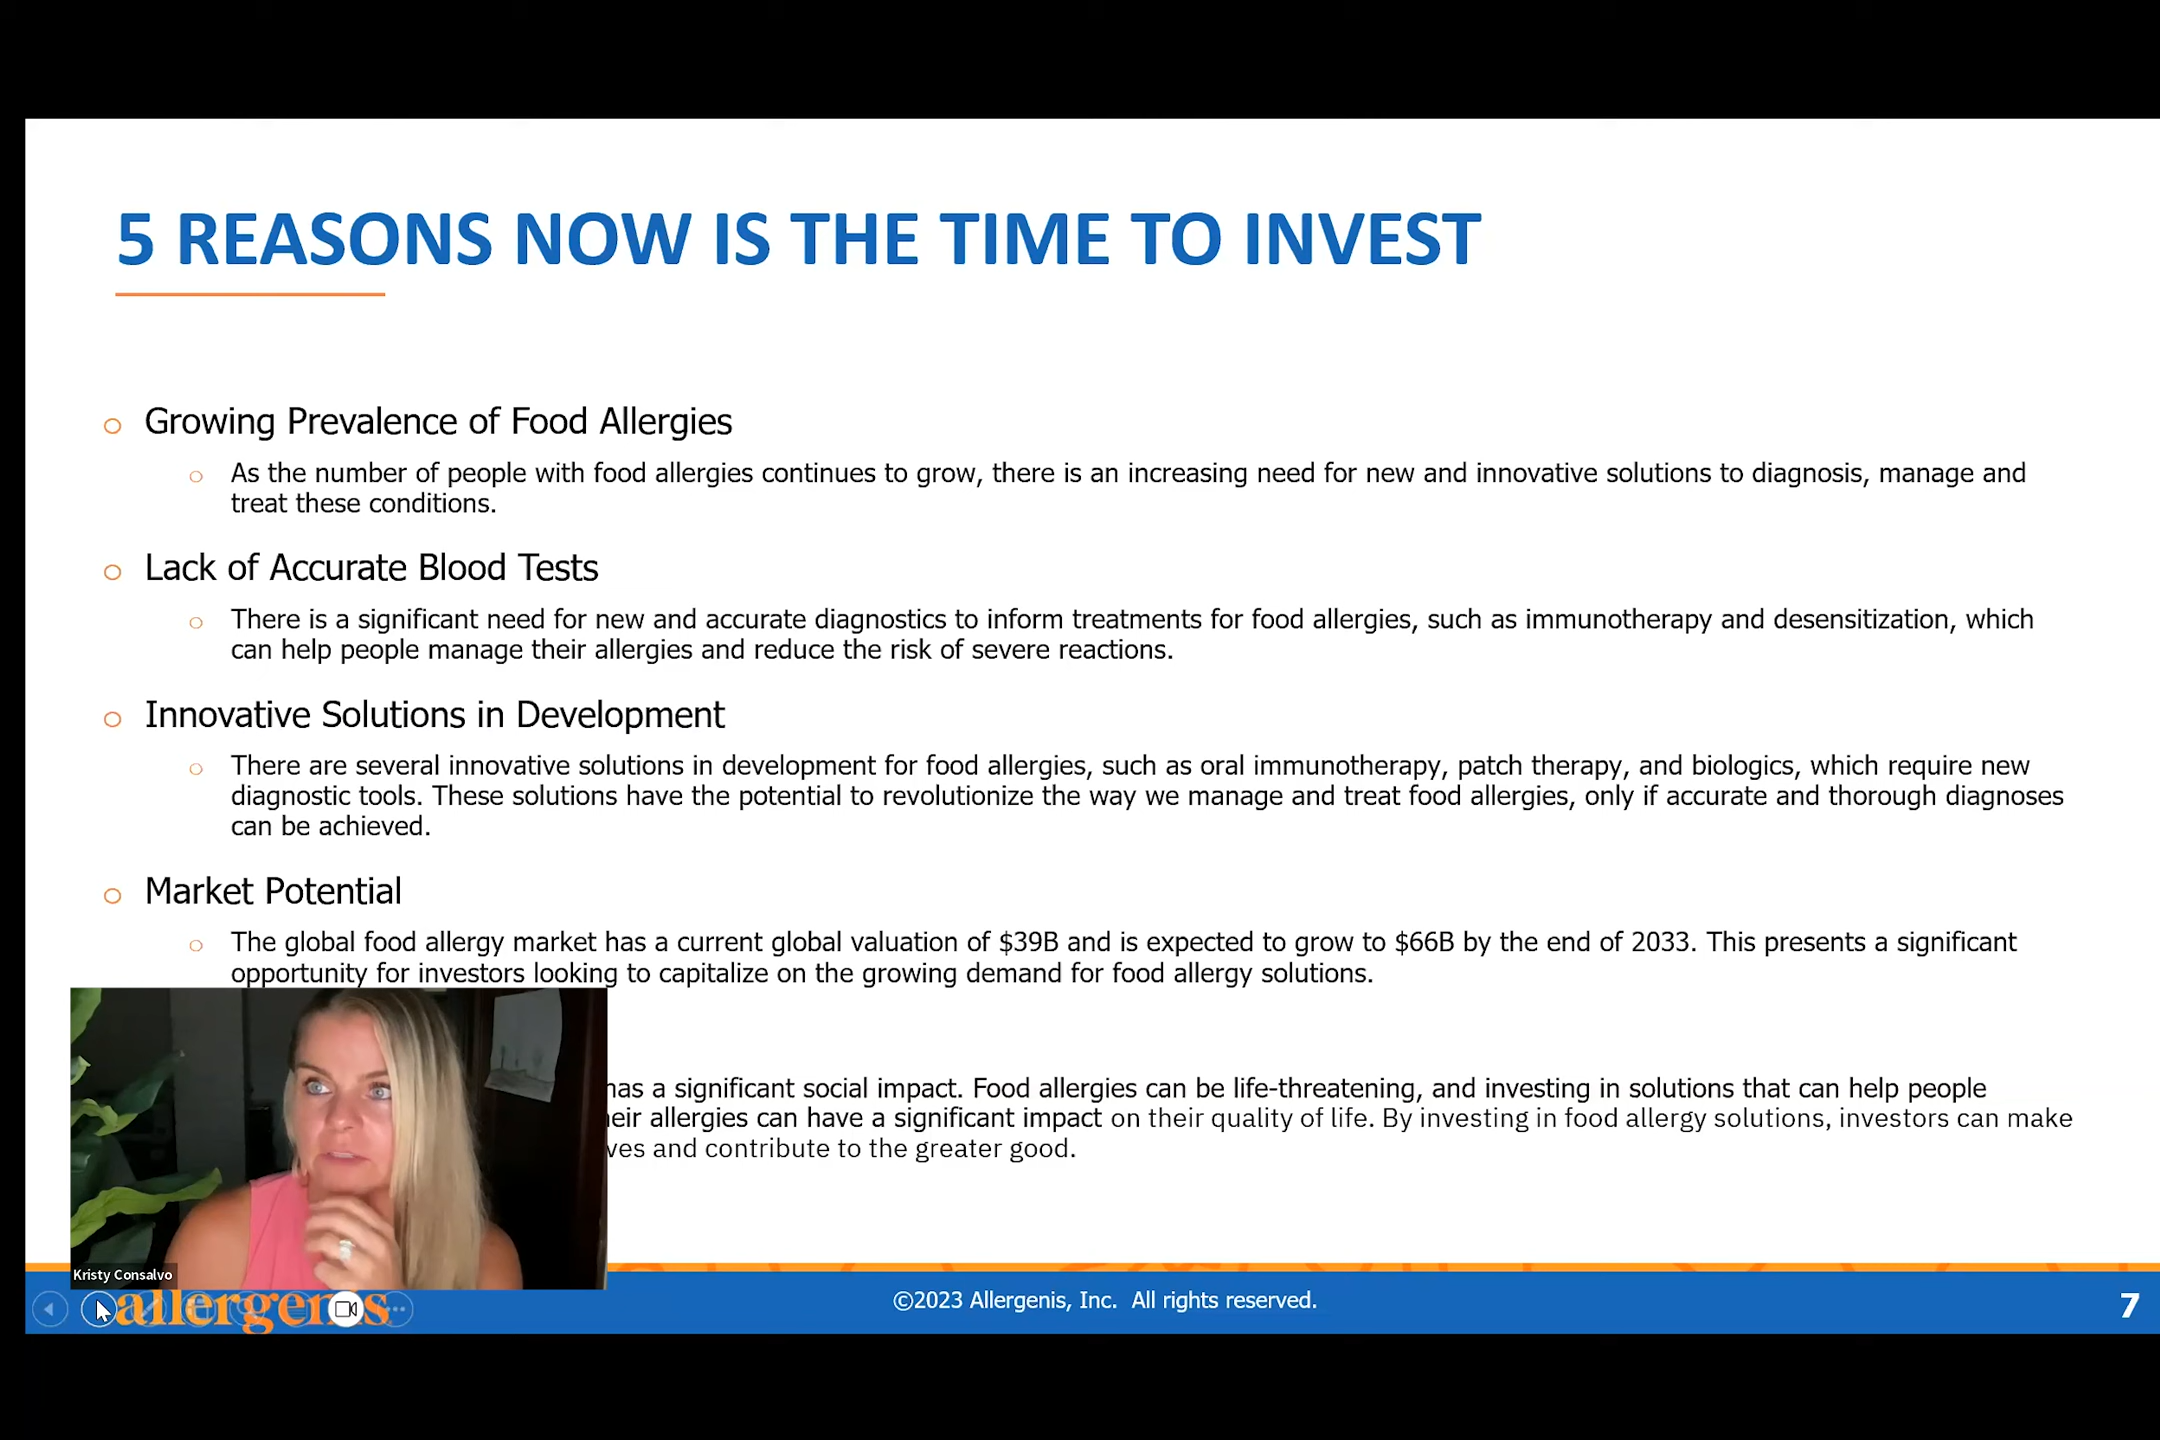 5 REASONS NOW IS THE TIME TO INVEST
Growing Prevalence of Food Allergies
As the number of people with food allergies continues to grow, there is an increasing need for new and innovative solutions to diagnosis, manage and
treat these conditions.
Lack of Accurate Blood Tests
There is a significant need for new and accurate diagnostics to inform treatments for food allergies, such as immunotherapy and desensitization, which
can help people manage their allergies and reduce the risk of severe reactions.
Innovative Solutions in Development
There are several innovative solutions in development for food allergies, such as oral immunotherapy, patch therapy, and biologics, which require new
diagnostic tools. These solutions have the potential to revolutionize the way we manage and treat food allergies, only if accurate and thorough diagnoses
can be achieved.
Market Potential
The global food allergy market has a current global valuation of $39B and is expected to grow to $66B by the end of 2033. This presents a significant
opportunity for investors looking to capitalize on the growing demand for food allergy solutions.
has a significant social impact. Food allergies can be life-threatening, and investing in solutions that can help people
their allergies can have a significant impact on their quality of life. By investing in food allergy solutions, investors can make
and contribute to the greater good.
Kristy Consalvo
allergenis
©2023 Allergenis, Inc. All rights reserved.
7